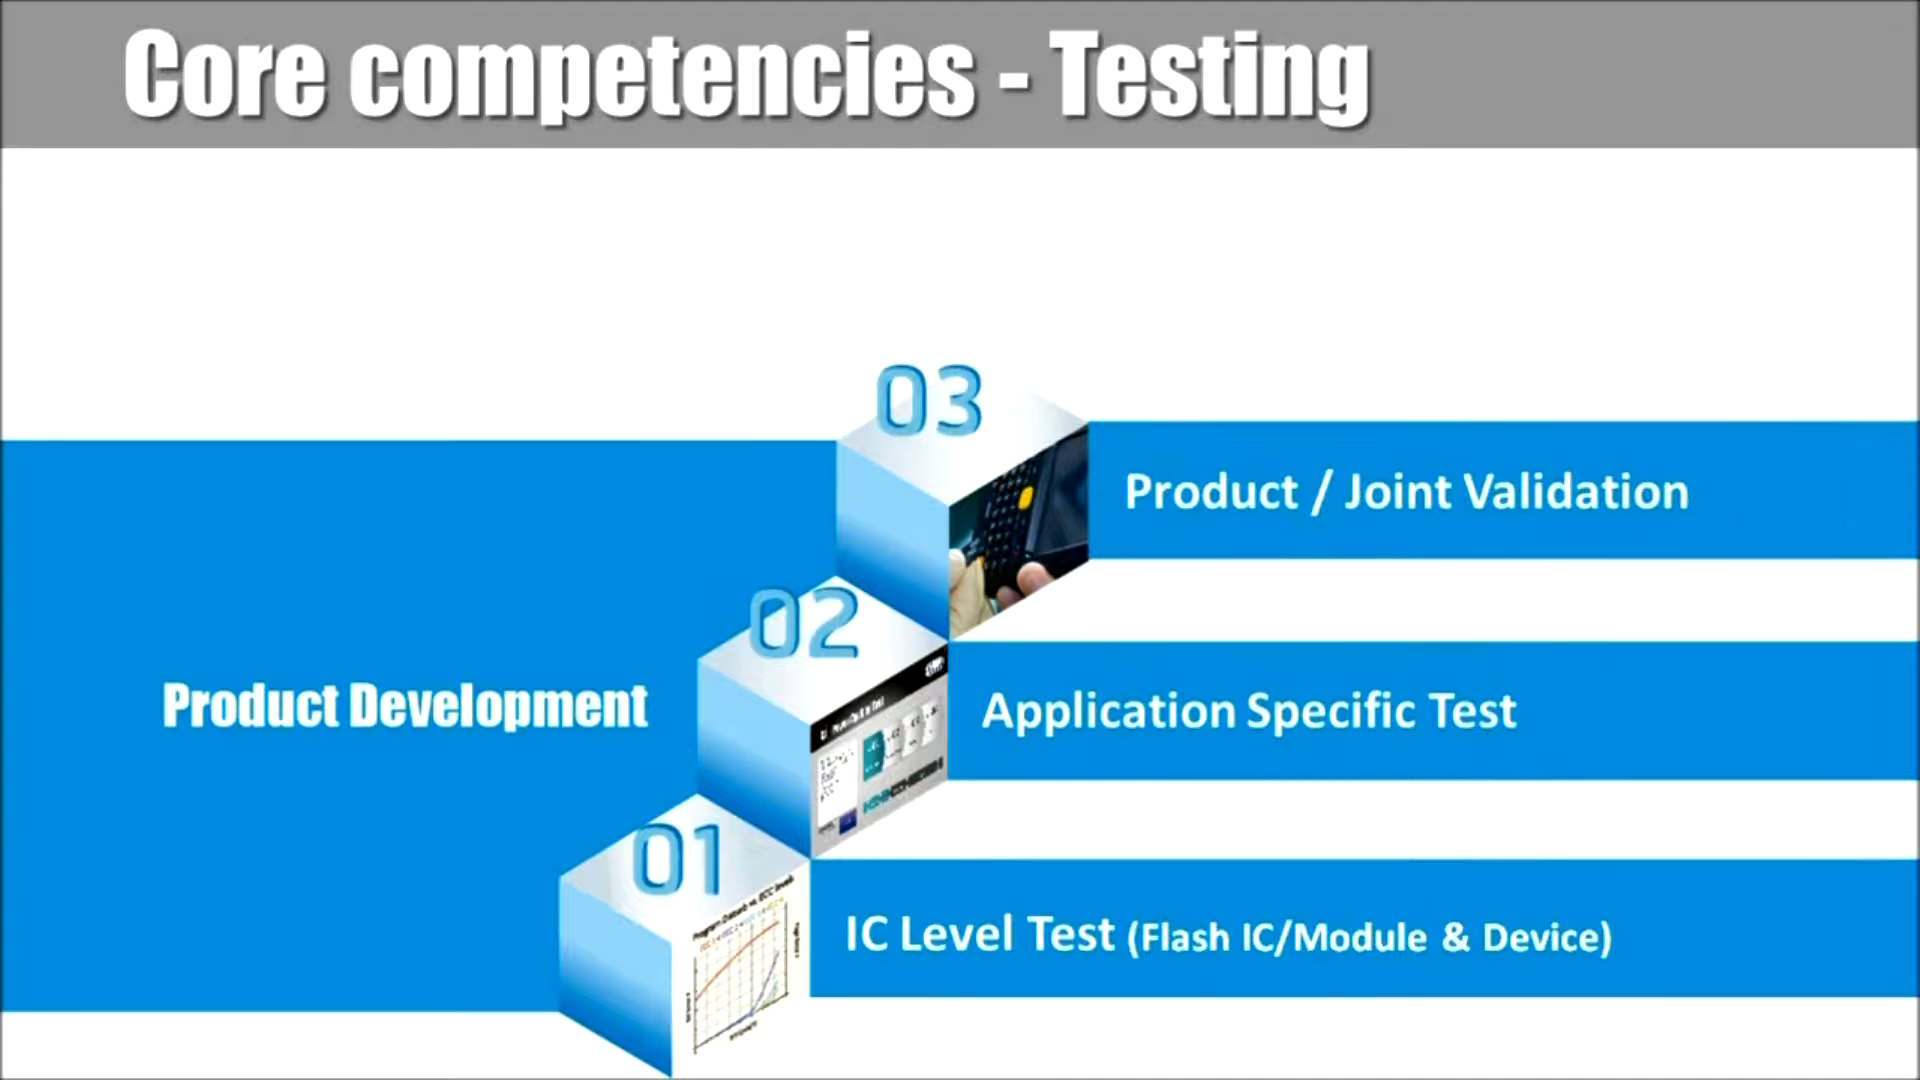 Core competencies - Testing
03
Product / Joint Validation
02
Product Development
Application Specific Test
01
IC Level Test (Flash IC/Module & Device)